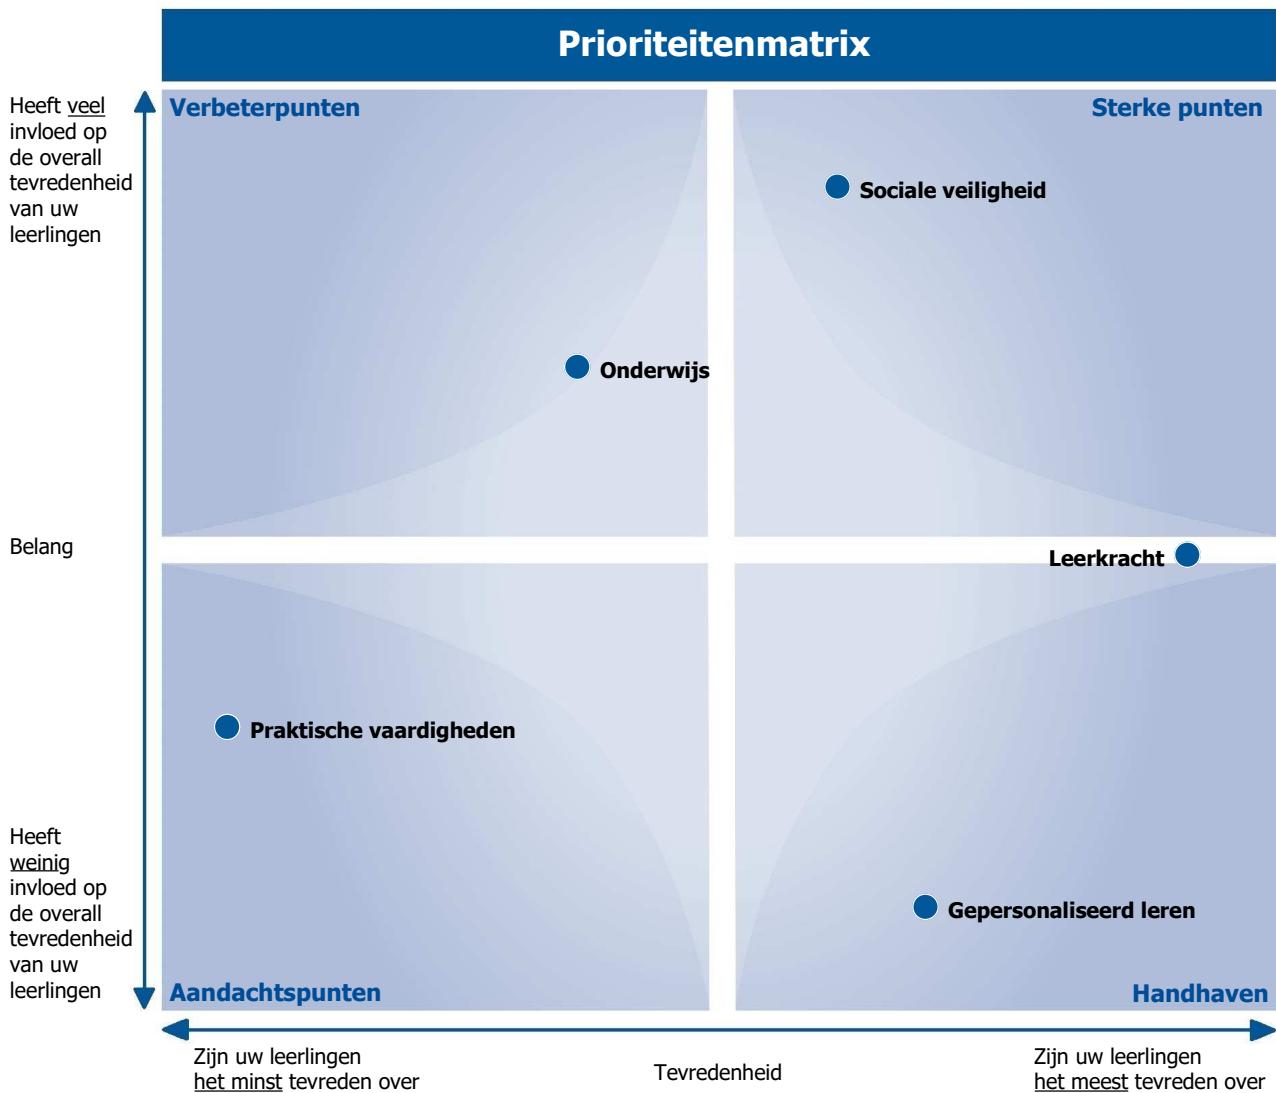 Prioriteitenmatrix
Heeft veel
invloed op
de overall
tevredenheid
van uw
leerlingen
Verbeterpunten
Sterke punten
Sociale veiligheid
Onderwijs
Belang
Leerkracht
Praktische vaardigheden
Heeft
weinig
invloed op
de overall
tevredenheid
van uw
leerlingen
Gepersonaliseerd leren
Aandachtspunten
Handhaven
Zijn uw leerlingen
het minst tevreden over
Tevredenheid
Zijn uw leerlingen
het meest tevreden over